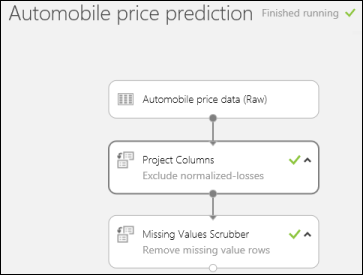 Automobile price prediction Finished running
Automobile price data (Raw)
Project Columns
Exclude normalized-losses
Missing Values Scrubber
Remove missing value rows